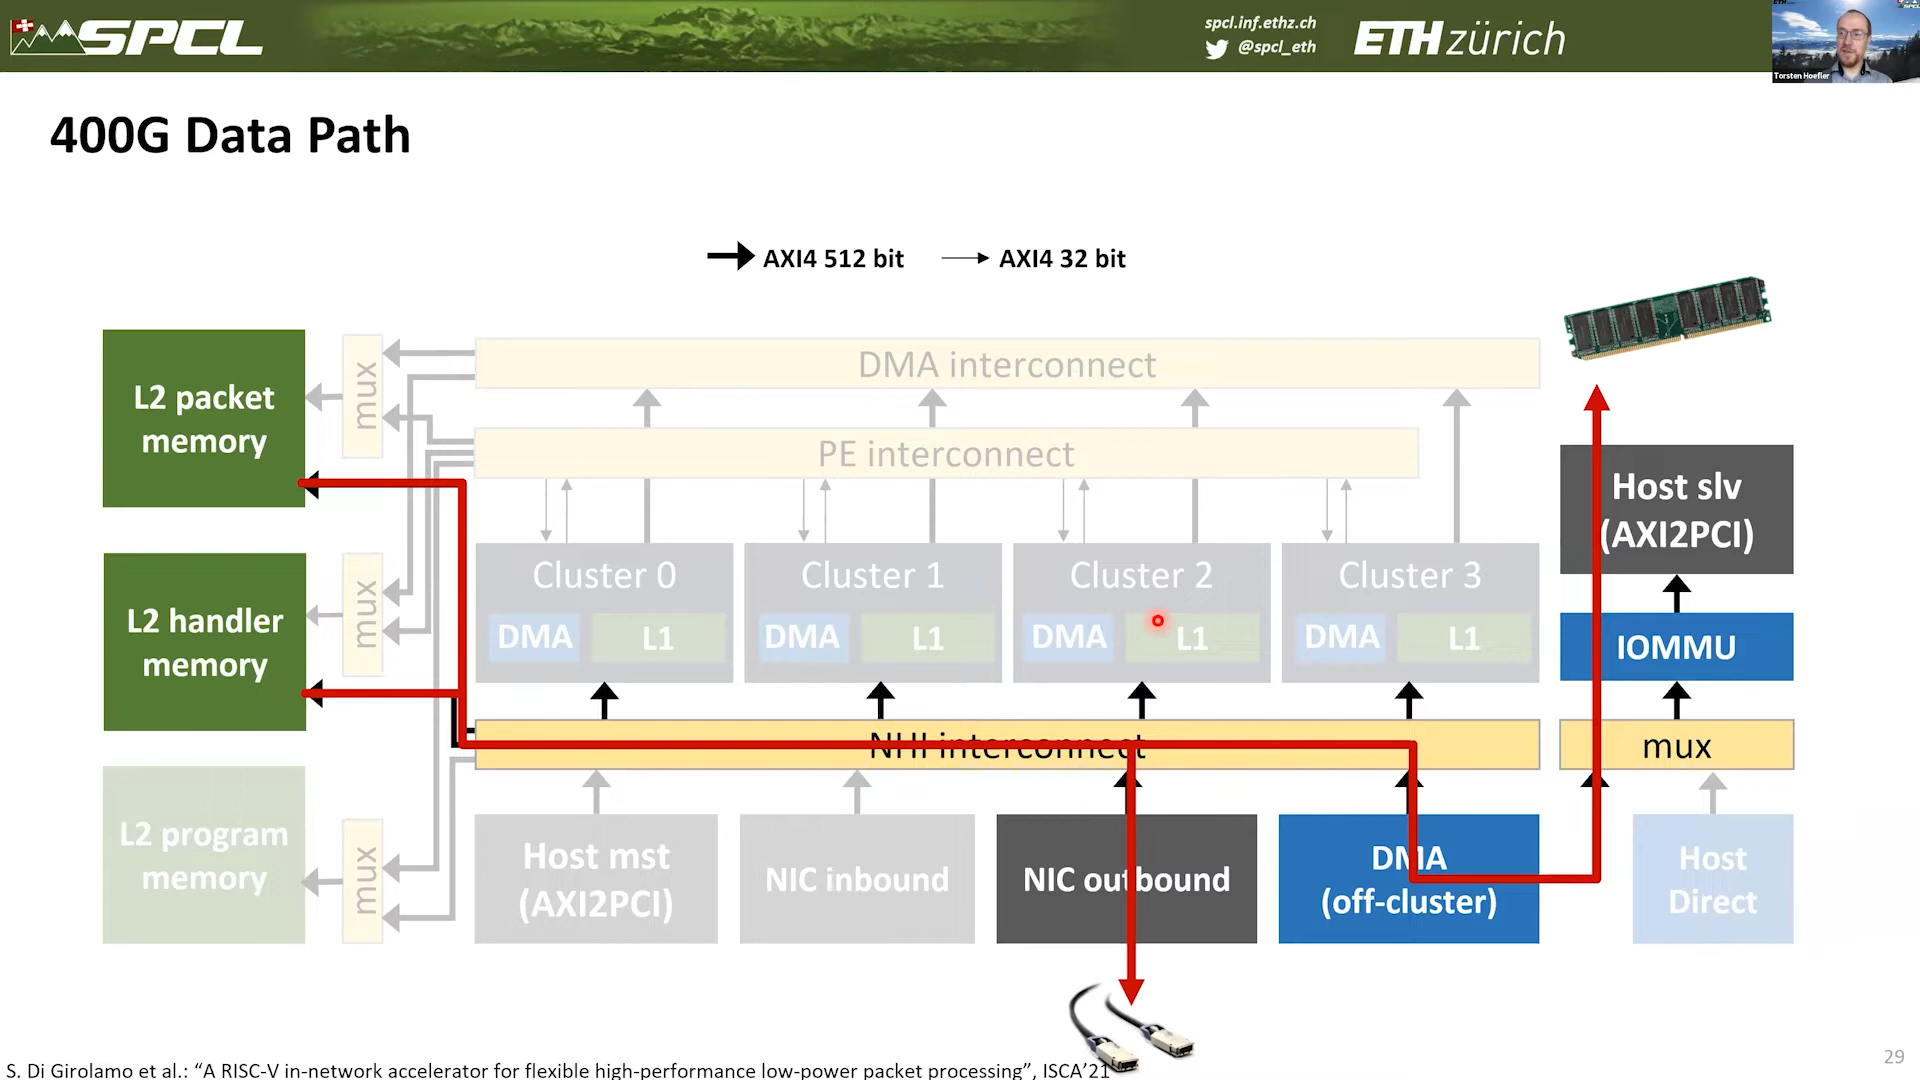 SPCL
spcl.inf.ethz.ch
@spcl_eth
ETH zürich
Torsten Hoefler
400G Data Path
AXI4 512 bit
AXI4 32 bit
DMA interconnect
PE interconnect
L2 packet
memory
mux
Host slv
(AXI2PCI)
Cluster 0
Cluster 1
Cluster 2
Cluster 3
DMA
L1
DMA
L1
DMA
L1
DMA
L1
L2 handler
memory
mux
IOMMU
NHI interconnect
mux
L2 program
memory
mux
Host mst
(AXI2PCI)
NIC inbound
NIC outbound
DMA
(off-cluster)
Host
Direct
29
S. Di Girolamo et al.: “A RISC-V in-network accelerator for flexible high-performance low-power packet processing”, ISCA’21